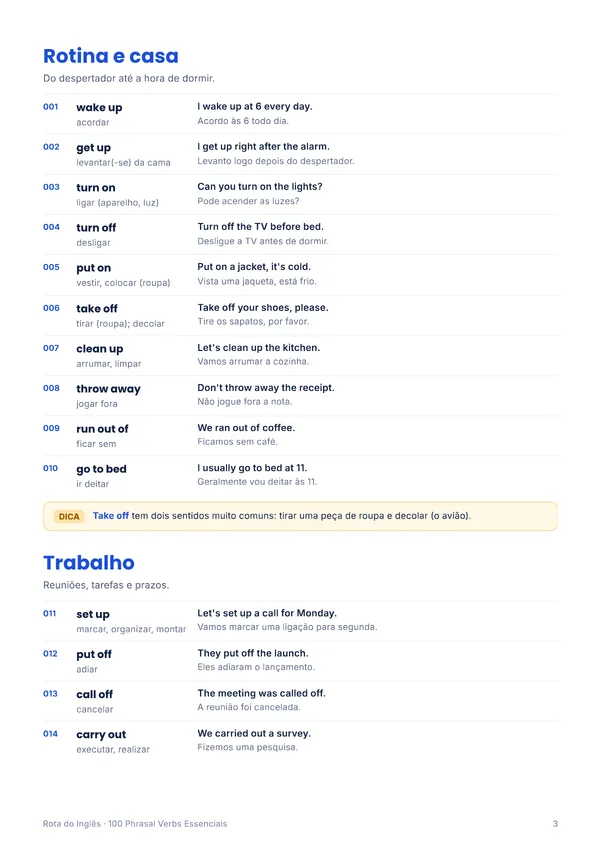 Rotina e casa
Do despertador até a hora de dormir.
001 wake up I wake up at 6 every day.
acordar Acordo às 6 todo dia.
002 get up I get up right after the alarm.
levantar(-se) da cama Levanto logo depois do despertador.
003 turn on Can you turn on the lights?
ligar (aparelho, luz) Pode acender as luzes?
004 turn off Turn off the TV before bed.
desligar Desligue a TV antes de dormir.
005 put on Put on a jacket, it's cold.
vestir, colocar (roupa) Vista uma jaqueta, está frio.
006 take off Take off your shoes, please.
tirar (roupa); decolar Tire os sapatos, por favor.
007 clean up Let's clean up the kitchen.
arrumar, limpar Vamos arrumar a cozinha.
008 throw away Don't throw away the receipt.
jogar fora Não jogue fora a nota.
009 run out of We ran out of coffee.
ficar sem Ficamos sem café.
010 go to bed I usually go to bed at 11.
ir deitar Geralmente vou deitar às 11.
DICA Take off tem dois sentidos muito comuns: tirar uma peça de roupa e decolar (o avião).
Trabalho
Reuniões, tarefas e prazos.
011 set up Let's set up a call for Monday.
marcar, organizar, montar Vamos marcar uma ligação para segunda.
012 put off They put off the launch.
adiar Eles adiaram o lançamento.
013 call off The meeting was called off.
cancelar A reunião foi cancelada.
014 carry out We carried out a survey.
executar, realizar Fizemos uma pesquisa.
Rota do Inglês · 100 Phrasal Verbs Essenciais 3